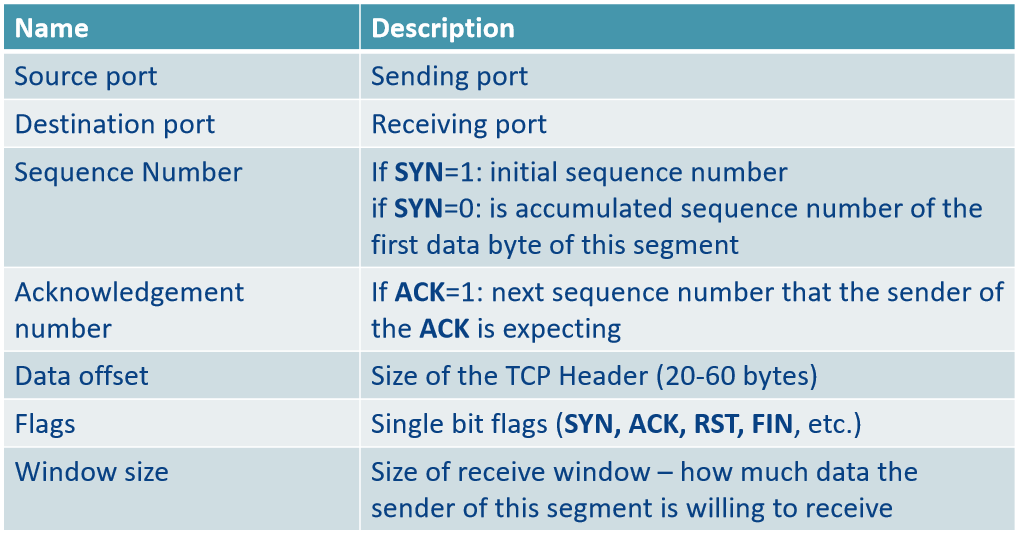 Name Description
Source port Sending port
Destination port Receiving port
Sequence Number If SYN=1: initial sequence number
if SYN=0: is accumulated sequence number of the
first data byte of this segment
Acknowledgement If ACK=1: next sequence number that the sender of
number the ACK is expecting
Data offset Size of the TCP Header (20-60 bytes)
Flags Single bit flags (SYN, ACK, RST, FIN, etc.)
Window size Size of receive window – how much data the
sender of this segment is willing to receive